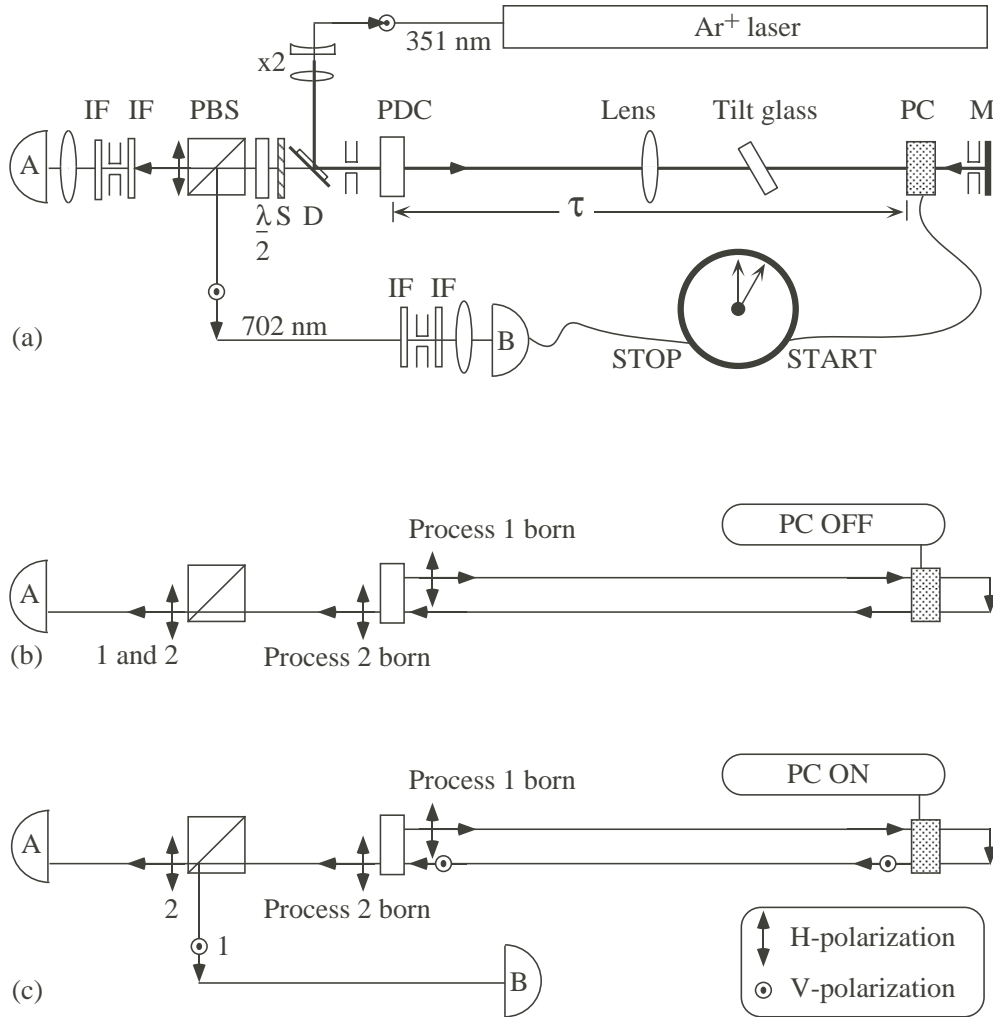 Ar+ laser
351 nm
x2
IF IF PBS PDC Lens Tilt glass PC M
A
λ/2 S D
τ
IF IF
702 nm
B
STOP START
(a)
PC OFF
Process 1 born
A
1 and 2 Process 2 born
(b)
PC ON
Process 1 born
A
2 Process 2 born
1
B
H-polarization
V-polarization
(c)